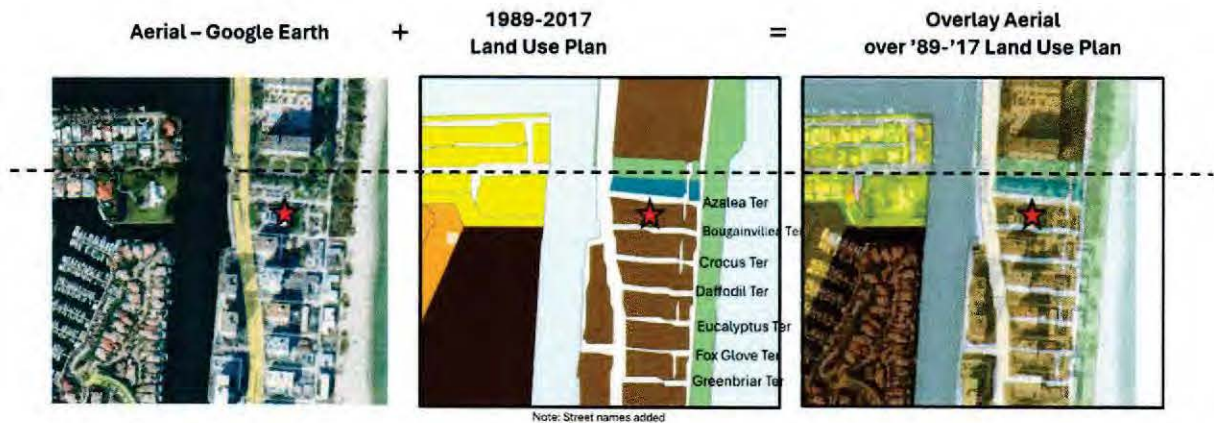 Aerial – Google Earth
+
1989-2017
Land Use Plan
=
Overlay Aerial
over ’89-’17 Land Use Plan
Azalea Ter
Bougainvillea Ter
Crocus Ter
Daffodil Ter
Eucalyptus Ter
Fox Glove Ter
Greenbriar Ter
Note: Street names added